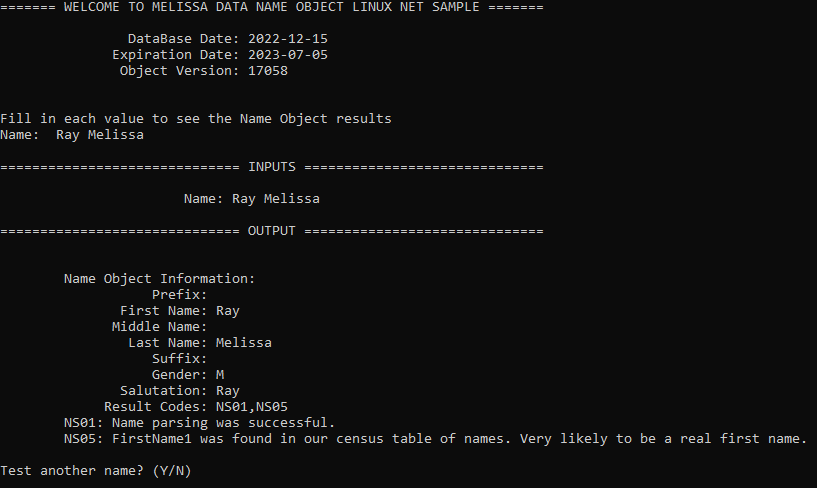 ======= WELCOME TO MELISSA DATA NAME OBJECT LINUX NET SAMPLE =======
DataBase Date: 2022-12-15
Expiration Date: 2023-07-05
Object Version: 17058
Fill in each value to see the Name Object results
Name:  Ray Melissa
============================== INPUTS ==============================
Name: Ray Melissa
============================== OUTPUT ==============================
Name Object Information:
Prefix:
First Name: Ray
Middle Name:
Last Name: Melissa
Suffix:
Gender: M
Salutation: Ray
Result Codes: NS01,NS05
NS01: Name parsing was successful.
NS05: FirstName1 was found in our census table of names. Very likely to be a real first name.
Test another name? (Y/N)